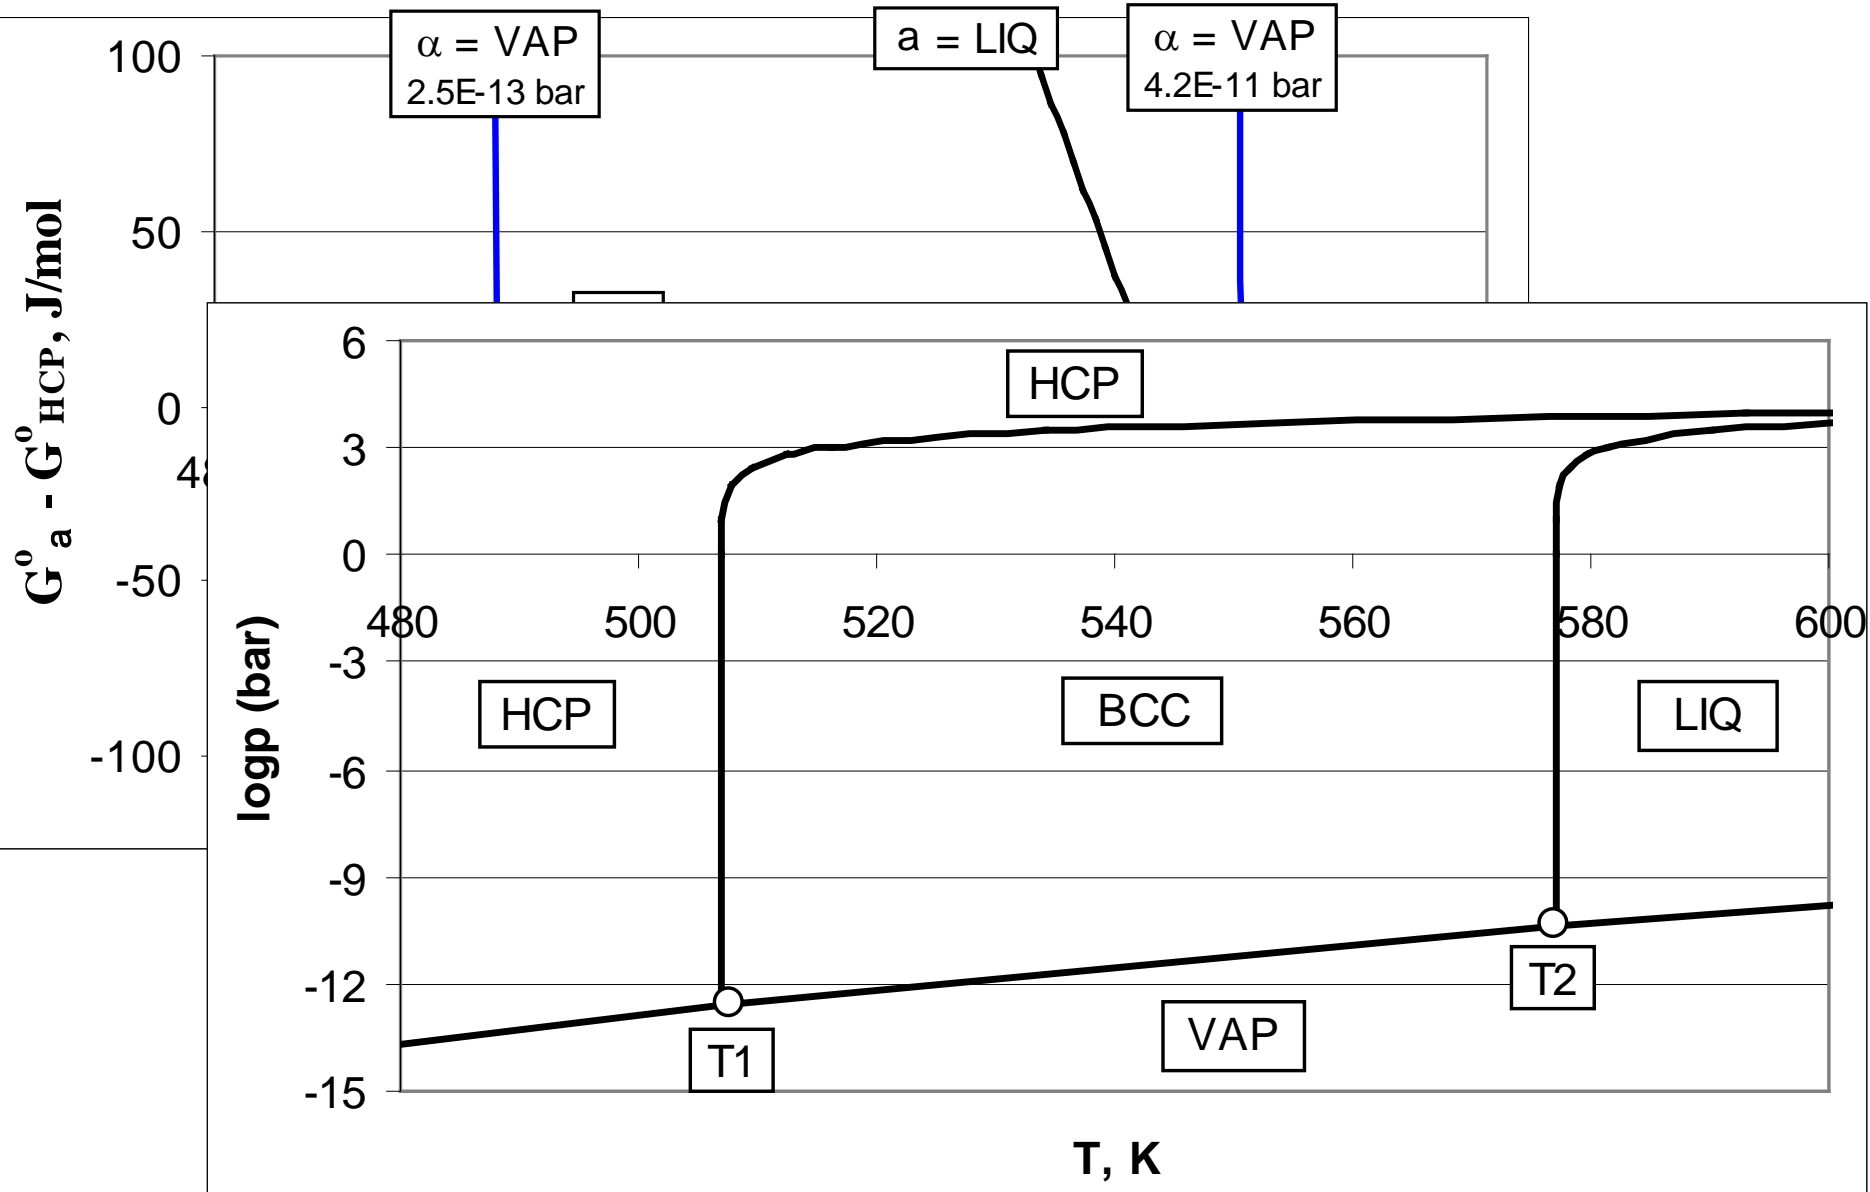 α = VAP
2.5E-13 bar
a = LIQ
α = VAP
4.2E-11 bar
100
50
0
-50
-100
G°a - G°HCP, J/mol
6
3
0
-3
-6
-9
-12
-15
logp (bar)
HCP
480 500 520 540 560 580 600
HCP
BCC
LIQ
T1
T2
VAP
T, K